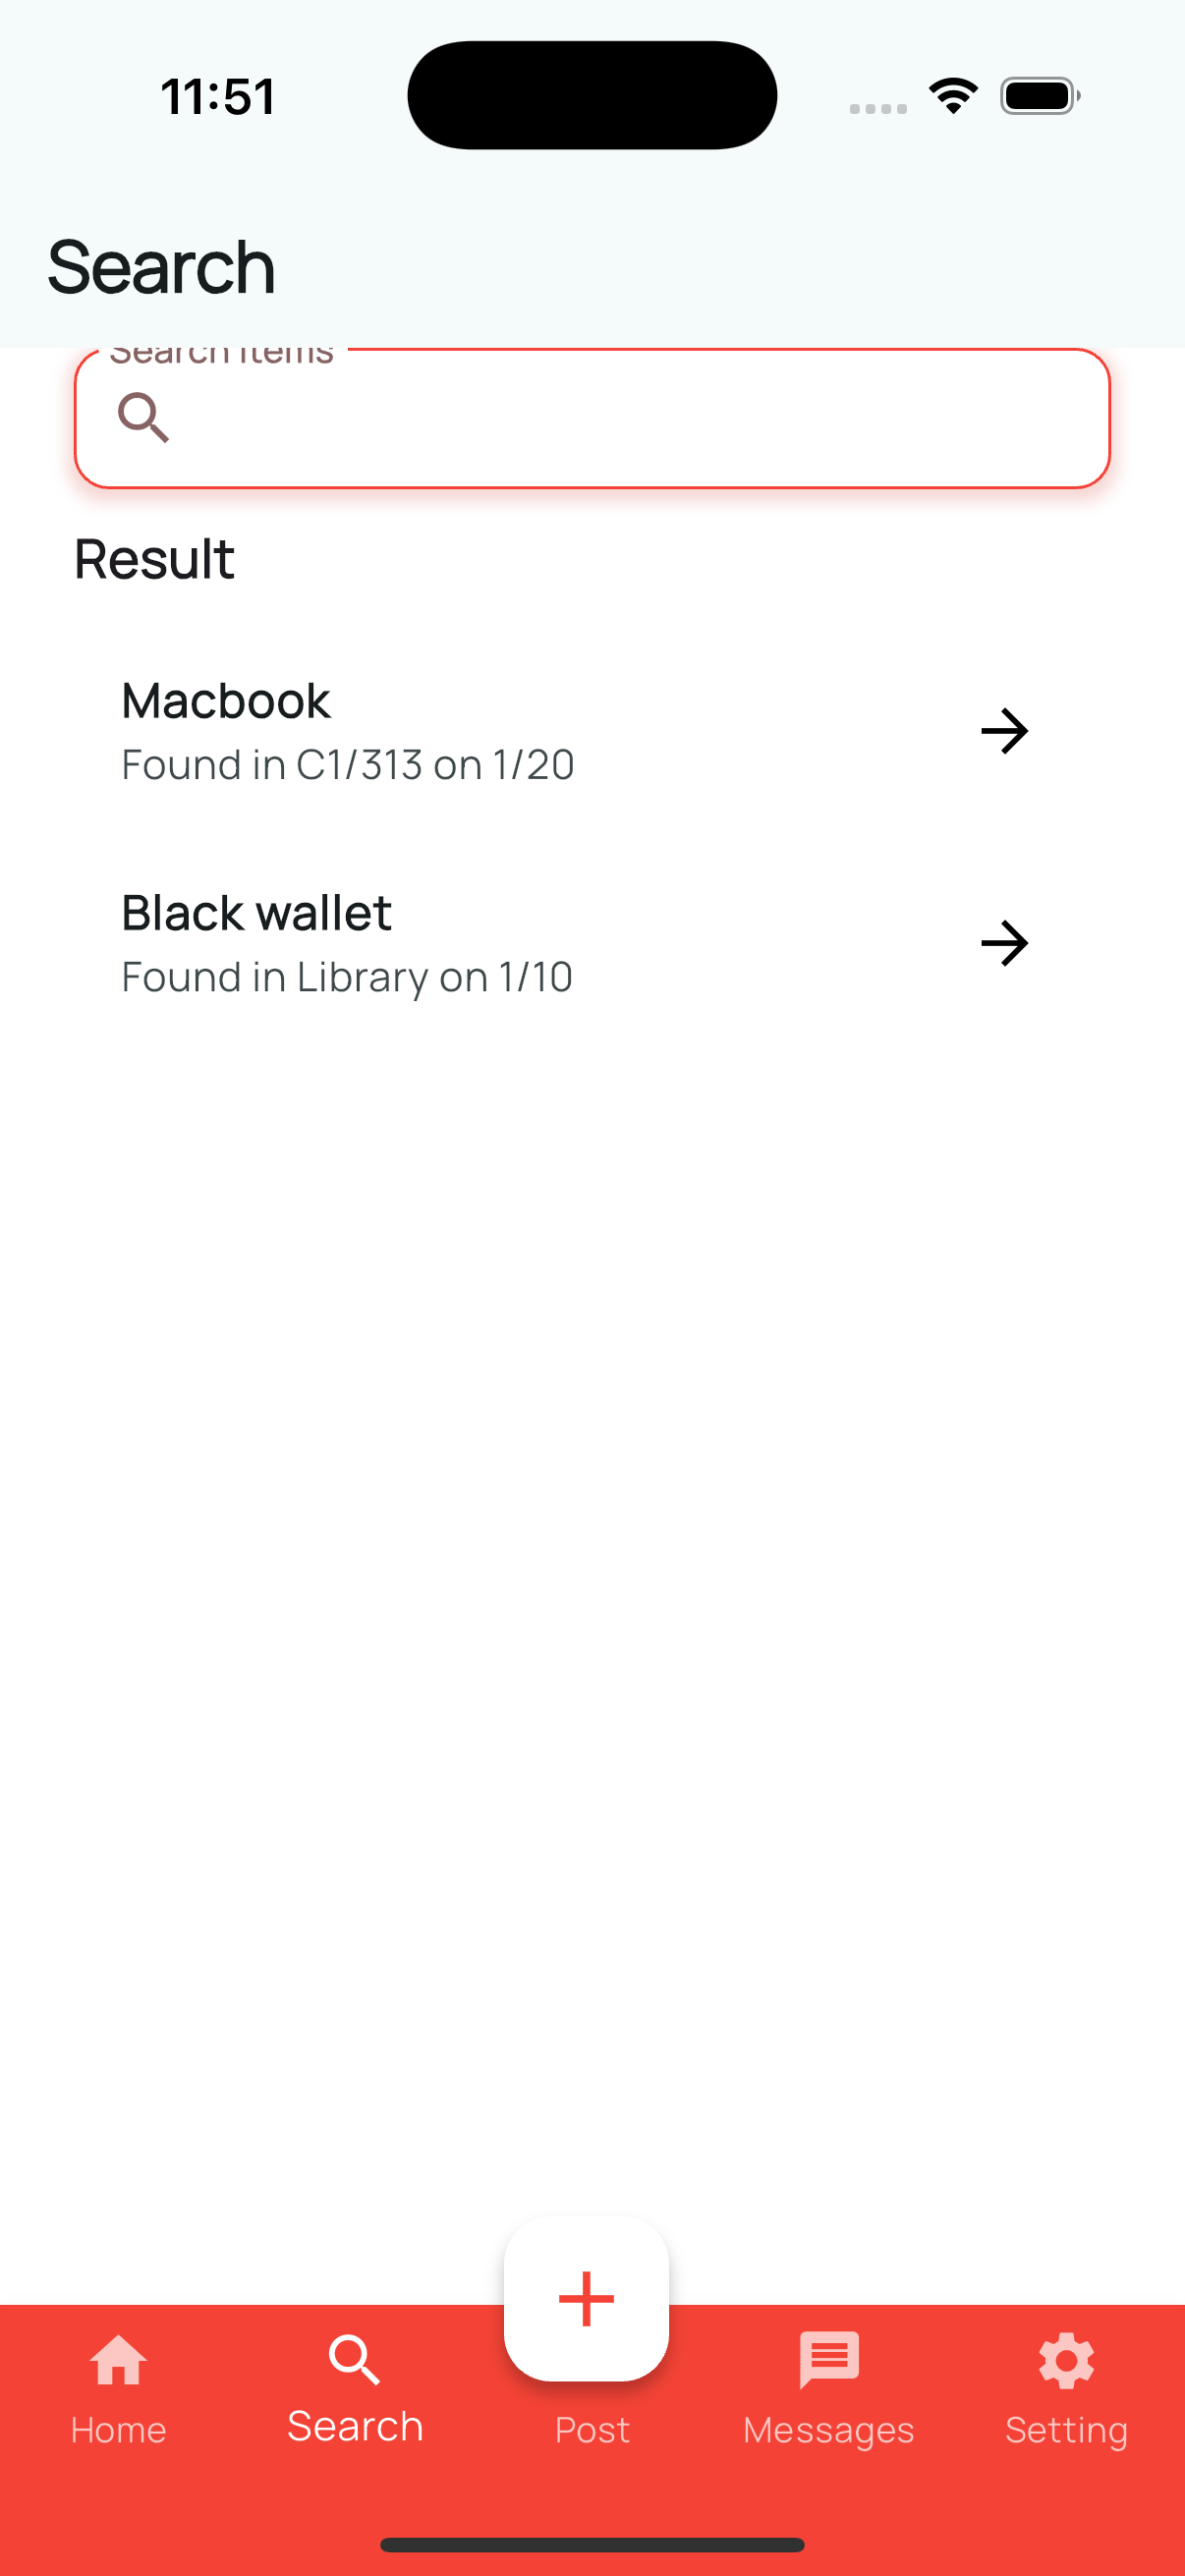 11:51
Search
Search Items
Result
Macbook
Found in C1/313 on 1/20
Black wallet
Found in Library on 1/10
Home
Search
Post
Messages
Setting